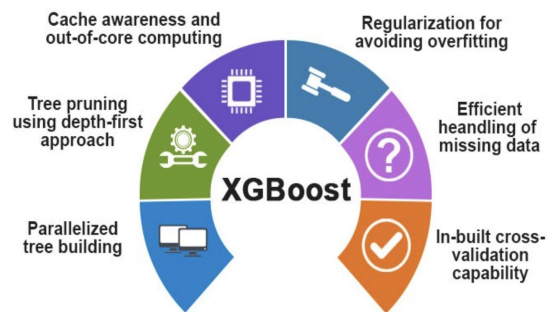 Cache awareness and
out-of-core computing
Regularization for
avoiding overfitting
Tree pruning
using depth-first
approach
Efficient
heandling of
missing data
XGBoost
Parallelized
tree building
In-built cross-
validation
capability